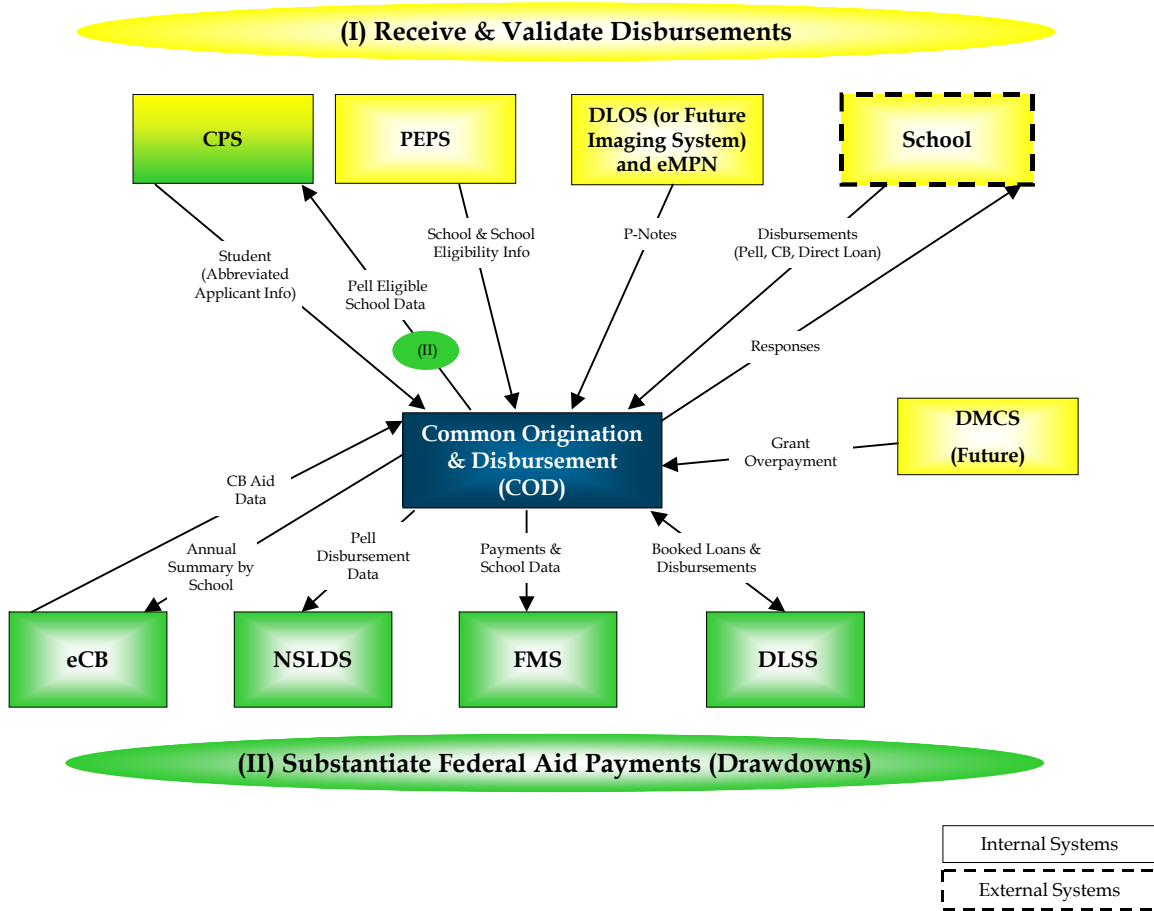 (I) Receive & Validate Disbursements
CPS
PEPS
DLOS (or Future
Imaging System)
and eMPN
School
Student
(Abbreviated
Applicant Info)
Pell Eligible
School Data
School & School
Eligibility Info
P-Notes
Disbursements
(Pell, CB, Direct Loan)
Responses
(II)
Common Origination
& Disbursement
(COD)
Grant
Overpayment
DMCS
(Future)
CB Aid
Data
Annual
Summary by
School
Pell
Disbursement
Data
Payments &
School Data
Booked Loans &
Disbursements
eCB
NSLDS
FMS
DLSS
(II) Substantiate Federal Aid Payments (Drawdowns)
Internal Systems
External Systems